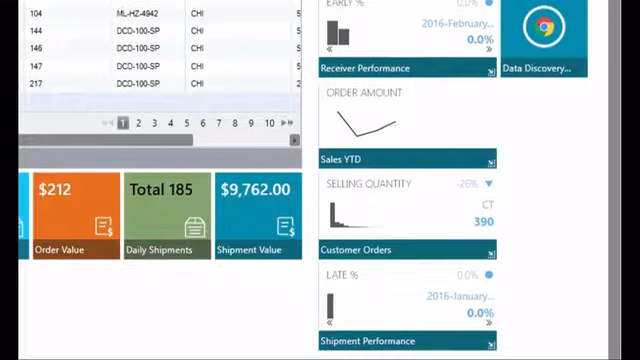 104 ML-HZ-4942 CHI 5
144 DCD-100-SP CHI
146 DCD-100-SP CHI
147 DCD-100-SP CHI
217 DCD-100-SP CHI 2
1 2 3 4 5 6 7 8 9 10
$212
Order Value
Total 185
Daily Shipments
$9,762.00
Shipment Value
EARLY % 0.0%
2016-February...
0.0%
Receiver Performance
Data Discovery...
ORDER AMOUNT
Sales YTD
SELLING QUANTITY -26%
CT
390
Customer Orders
LATE % 0.0%
2016-January...
0.0%
Shipment Performance